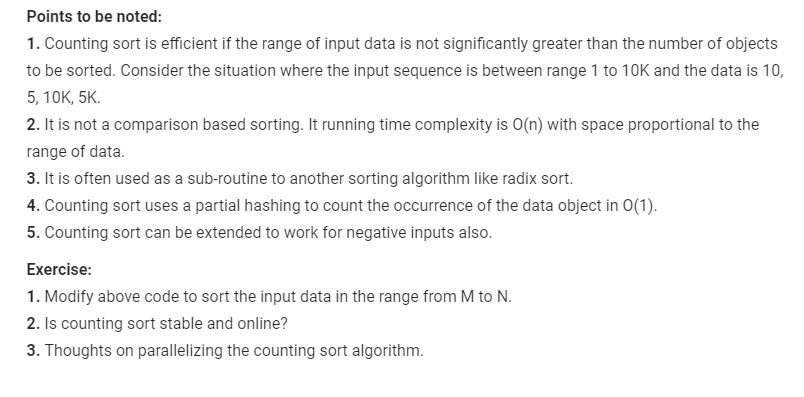 Points to be noted:
1. Counting sort is efficient if the range of input data is not significantly greater than the number of objects
to be sorted. Consider the situation where the input sequence is between range 1 to 10K and the data is 10,
5, 10K, 5K.
2. It is not a comparison based sorting. It running time complexity is O(n) with space proportional to the
range of data.
3. It is often used as a sub-routine to another sorting algorithm like radix sort.
4. Counting sort uses a partial hashing to count the occurrence of the data object in O(1).
5. Counting sort can be extended to work for negative inputs also.
Exercise:
1. Modify above code to sort the input data in the range from M to N.
2. Is counting sort stable and online?
3. Thoughts on parallelizing the counting sort algorithm.